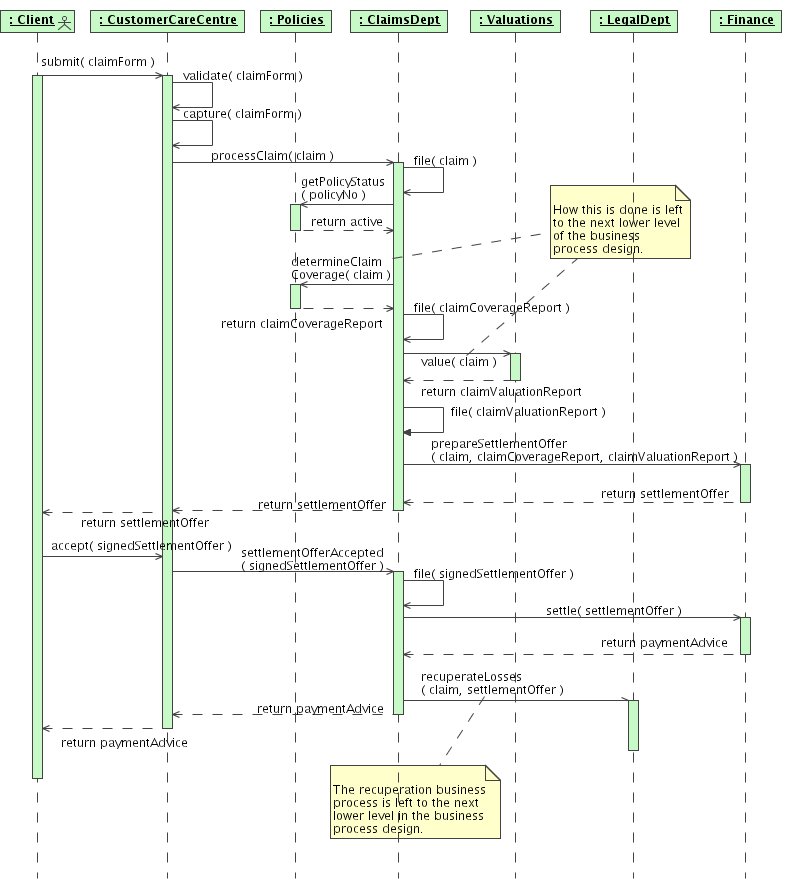 : Client
: CustomerCareCentre
: Policies
: ClaimsDept
: Valuations
: LegalDept
: Finance
submit( claimForm )
validate( claimForm )
capture( claimForm )
processClaim( claim )
file( claim )
getPolicyStatus
( policyNo )
return active
How this is done is left
to the next lower level
of the business
process design.
determineClaim
Coverage( claim )
file( claimCoverageReport )
return claimCoverageReport
value( claim )
return claimValuationReport
file( claimValuationReport )
prepareSettlementOffer
( claim, claimCoverageReport, claimValuationReport )
return settlementOffer
return settlementOffer
return settlementOffer
accept( signedSettlementOffer )
settlementOfferAccepted
( signedSettlementOffer )
file( signedSettlementOffer )
settle( settlementOffer )
return paymentAdvice
recuperateLosses
( claim, settlementOffer )
return paymentAdvice
return paymentAdvice
The recuperation business
process is left to the next
lower level in the business
process design.